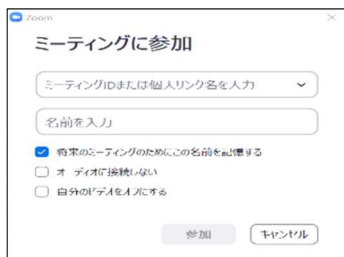 Zoom
ミーティングに参加
ミーティングIDまたは個人リンク名を入力
名前を入力
将来のミーティングのためにこの名前を記憶する
オーディオに接続しない
自分のビデオをオフにする
参加
キャンセル